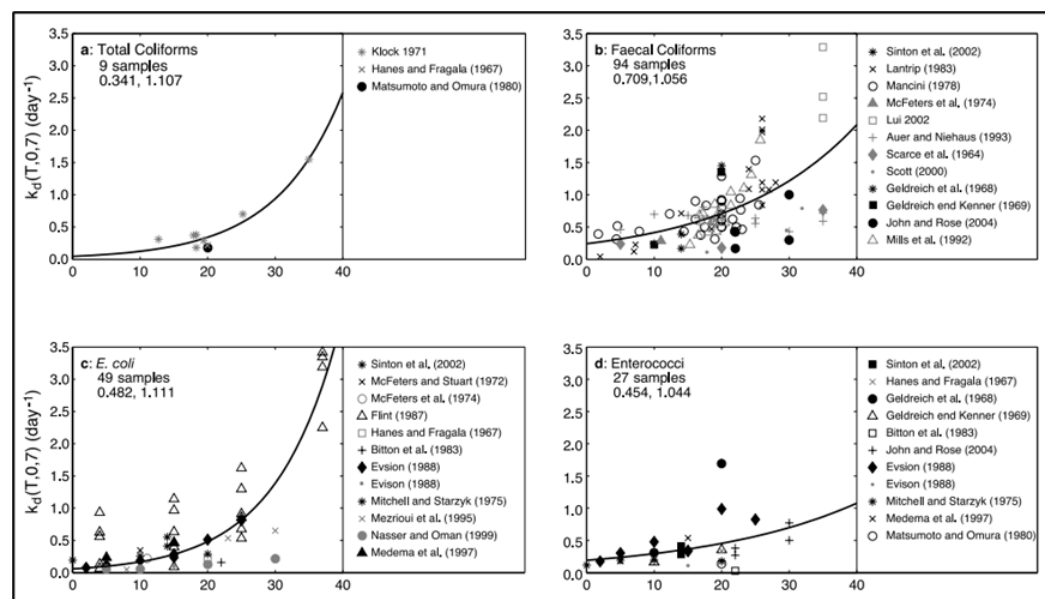 a: Total Coliforms
9 samples
0.341, 1.107
Klock 1971
Hanes and Fragala (1967)
Matsumoto and Omura (1980)
kd(T,0,7) (day-1)
3.5
3.0
2.5
2.0
1.5
1.0
0.5
0.0
0 10 20 30 40
b: Faecal Coliforms
94 samples
0.709,1.056
Sinton et al. (2002)
Lantrip (1983)
Mancini (1978)
McFeters et al. (1974)
Lui 2002
Auer and Niehaus (1993)
Scarce et al. (1964)
Scott (2000)
Geldreich et al. (1968)
Geldreich end Kenner (1969)
John and Rose (2004)
Mills et al. (1992)
3.5
3.0
2.5
2.0
1.5
1.0
0.5
0.0
0 10 20 30 40
c: E. coli
49 samples
0.482, 1.111
Sinton et al. (2002)
McFeters and Stuart (1972)
McFeters et al. (1974)
Flint (1987)
Hanes and Fragala (1967)
Bitton et al. (1983)
Evsion (1988)
Evison (1988)
Mitchell and Starzyk (1975)
Mezrioui et al. (1995)
Nasser and Oman (1999)
Medema et al. (1997)
kd(T,0,7) (day-1)
3.5
3.0
2.5
2.0
1.5
1.0
0.5
0.0
0 10 20 30 40
d: Enterococci
27 samples
0.454, 1.044
Sinton et al. (2002)
Hanes and Fragala (1967)
Geldreich et al. (1968)
Geldreich end Kenner (1969)
Bitton et al. (1983)
John and Rose (2004)
Evsion (1988)
Evison (1988)
Mitchell and Starzyk (1975)
Medema et al. (1997)
Matsumoto and Omura (1980)
3.5
3.0
2.5
2.0
1.5
1.0
0.5
0.0
0 10 20 30 40